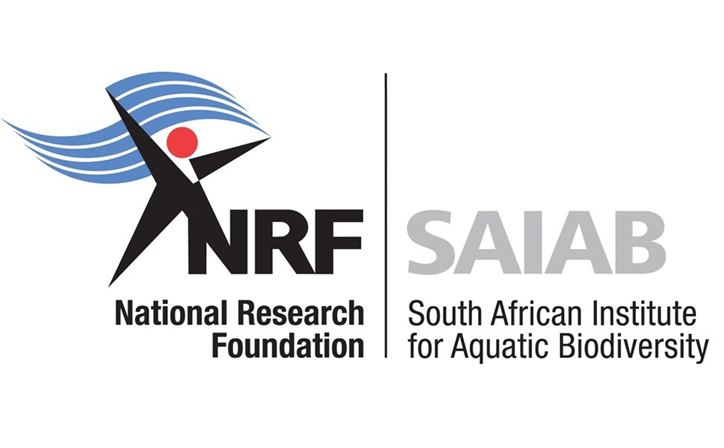 NRF
National Research
Foundation
SAIAB
South African Institute
for Aquatic Biodiversity